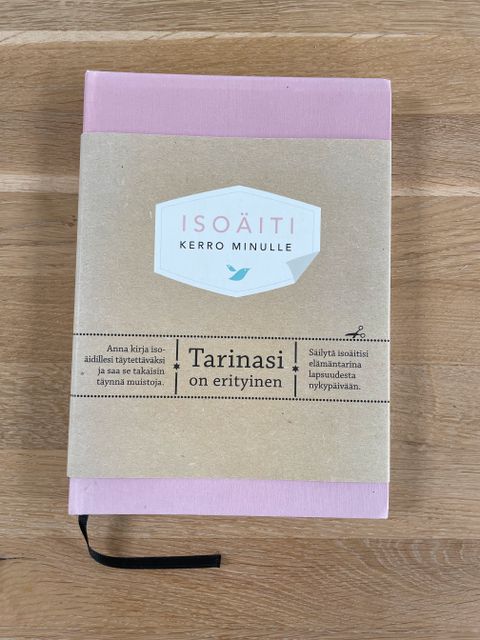 ISOÄITI
KERRO MINULLE
Anna kirja iso-
äidillesi täytettäväksi
ja saa se takaisin
täynnä muistoja.
Tarinasi
on erityinen
Säilytä isoäitisi
elämäntarina
lapsuudesta
nykypäivään.